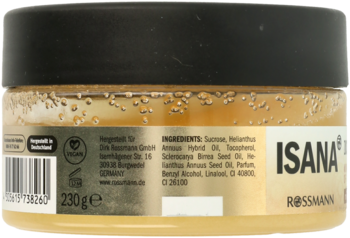 Hergestellt in
Deutschland
VEGAN
Hergestellt für
Dirk Rossmann GmbH
Isernhägener Str. 16
30938 Burgwedel
GERMANY
www.rossmann.de
230 g℮
738260
INGREDIENTS: Sucrose, Helianthus
Annuus Hybrid Oil, Tocopherol,
Sclerocarya Birrea Seed Oil, He-
lianthus Annuus Seed Oil, Parfum,
Benzyl Alcohol, Linalool, CI 40800,
CI 26100
ISANA
ROSSMANN